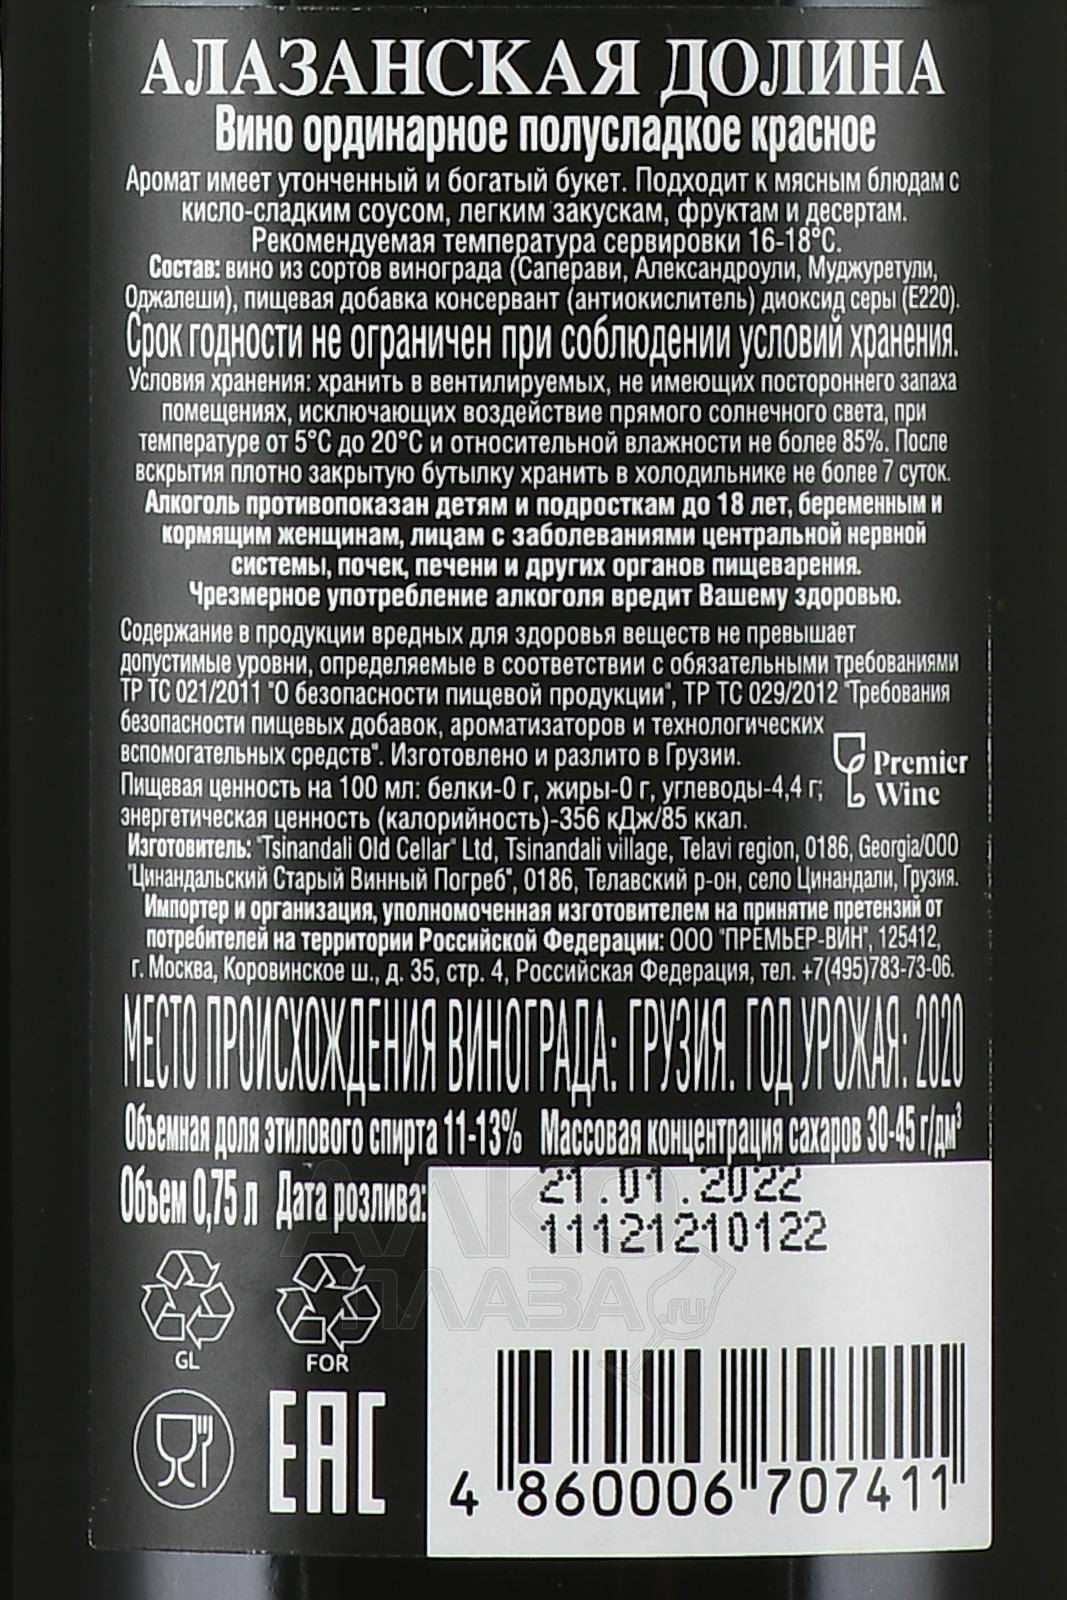 АЛАЗАНСКАЯ ДОЛИНА
Вино ординарное полусладкое красное
Аромат имеет утонченный и богатый букет. Подходит к мясным блюдам с
кисло-сладким соусом, легким закускам, фруктам и десертам.
Рекомендуемая температура сервировки 16-18°С.
Состав: вино из сортов винограда (Саперави, Александроули, Муджуретули,
Оджалеши), пищевая добавка консервант (антиокислитель) диоксид серы (Е220).
Срок годности не ограничен при соблюдении условий хранения.
Условия хранения: хранить в вентилируемых, не имеющих постороннего запаха
помещениях, исключающих воздействие прямого солнечного света, при
температуре от 5°С до 20°С и относительной влажности не более 85%. После
вскрытия плотно закрытую бутылку хранить в холодильнике не более 7 суток.
Алкоголь противопоказан детям и подросткам до 18 лет, беременным и
кормящим женщинам, лицам с заболеваниями центральной нервной
системы, почек, печени и других органов пищеварения.
Чрезмерное употребление алкоголя вредит Вашему здоровью.
Содержание в продукции вредных для здоровья веществ не превышает
допустимые уровни, определяемые в соответствии с обязательными требованиями
ТР ТС 021/2011 "О безопасности пищевой продукции", ТР ТС 029/2012 "Требования
безопасности пищевых добавок, ароматизаторов и технологических
вспомогательных средств". Изготовлено и разлито в Грузии.
Пищевая ценность на 100 мл: белки-0 г, жиры-0 г, углеводы-4,4 г;
энергетическая ценность (калорийность)-356 кДж/85 ккал.
Premier
Wine
Изготовитель: "Tsinandali Old Cellar" Ltd, Tsinandali village, Telavi region, 0186, Georgia/ООО
"Цинандальский Старый Винный Погреб", 0186, Телавский р-он, село Цинандали, Грузия.
Импортер и организация, уполномоченная изготовителем на принятие претензий от
потребителей на территории Российской Федерации: ООО "ПРЕМЬЕР-ВИН", 125412,
г. Москва, Коровинское ш., д. 35, стр. 4, Российская Федерация, тел. +7(495)783-73-06.
МЕСТО ПРОИСХОЖДЕНИЯ ВИНОГРАДА: ГРУЗИЯ. ГОД УРОЖАЯ: 2020
Объемная доля этилового спирта 11-13% Массовая концентрация сахаров 30-45 г/дм³
Объем 0,75 л Дата розлива:
21.01.2022
11121210122
АЛКО
ПЛАЗА.ru
GL
FOR
EAC
4 860006 707411